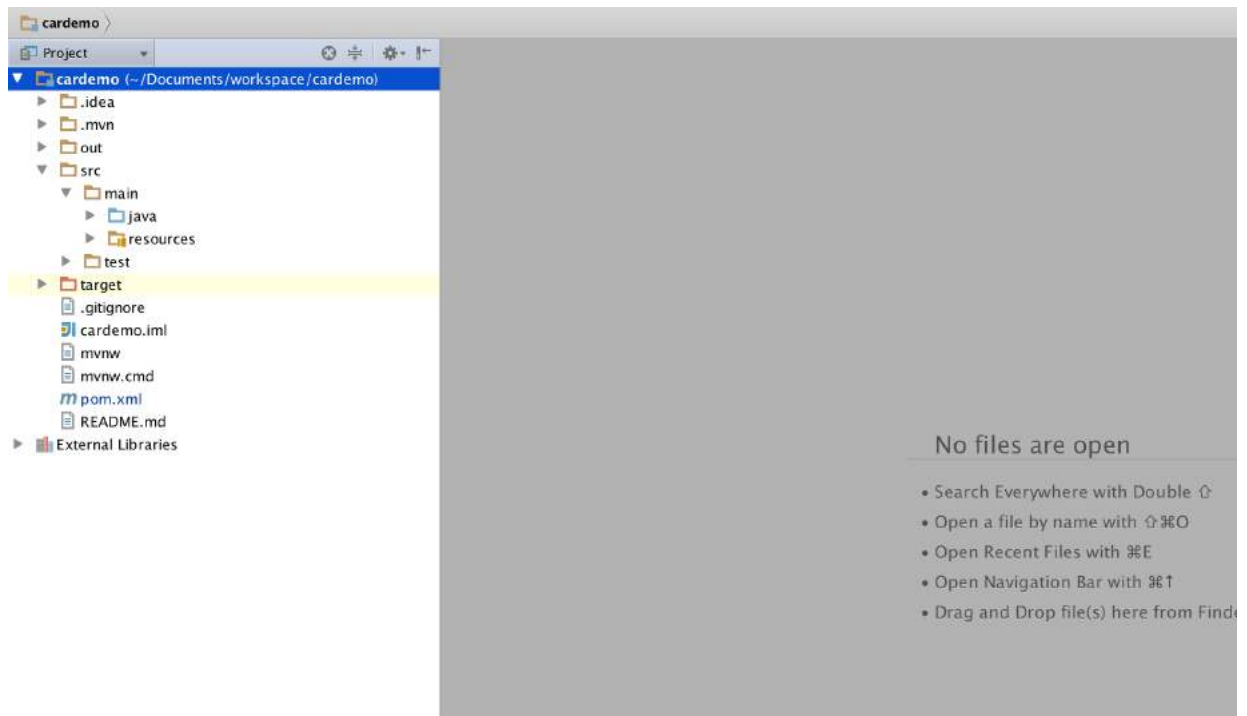 cardemo
Project
cardemo (~/Documents/workspace/cardemo)
.idea
.mvn
out
src
main
java
resources
test
target
.gitignore
cardemo.iml
mvnw
mvnw.cmd
pom.xml
README.md
External Libraries
No files are open
• Search Everywhere with Double ⇧
• Open a file by name with ⇧⌘O
• Open Recent Files with ⌘E
• Open Navigation Bar with ⌘↑
• Drag and Drop file(s) here from Finde